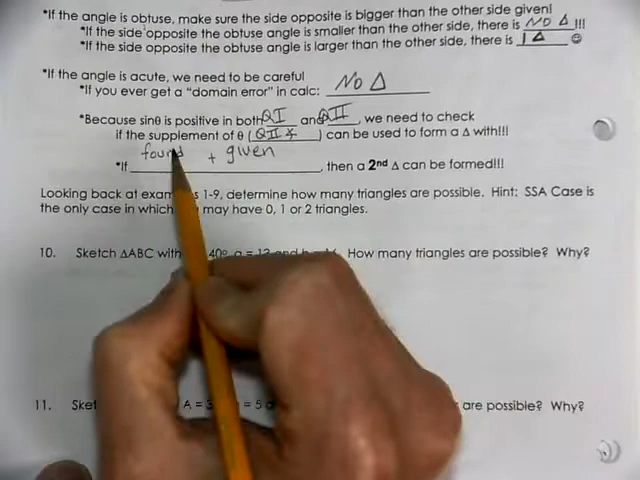 *If the angle is obtuse, make sure the side opposite is bigger than the other side given!
*If the side opposite the obtuse angle is smaller than the other side, there is NO Δ !!!
*If the side opposite the obtuse angle is larger than the other side, there is 1 Δ ☺
*If the angle is acute, we need to be careful
*If you ever get a "domain error" in calc: NO Δ
*Because sinθ is positive in both QI and QII, we need to check
if the supplement of θ (QII ∡) can be used to form a Δ with!!!
found + given
*If ______, then a 2nd Δ can be formed!!!
Looking back at 1-9, determine how many triangles are possible. Hint: SSA Case is
the only case in which may have 0, 1 or 2 triangles.
10. Sketch ΔABC with 40°, How many triangles are possible? Why?
11. A = = 5 are possible? Why?